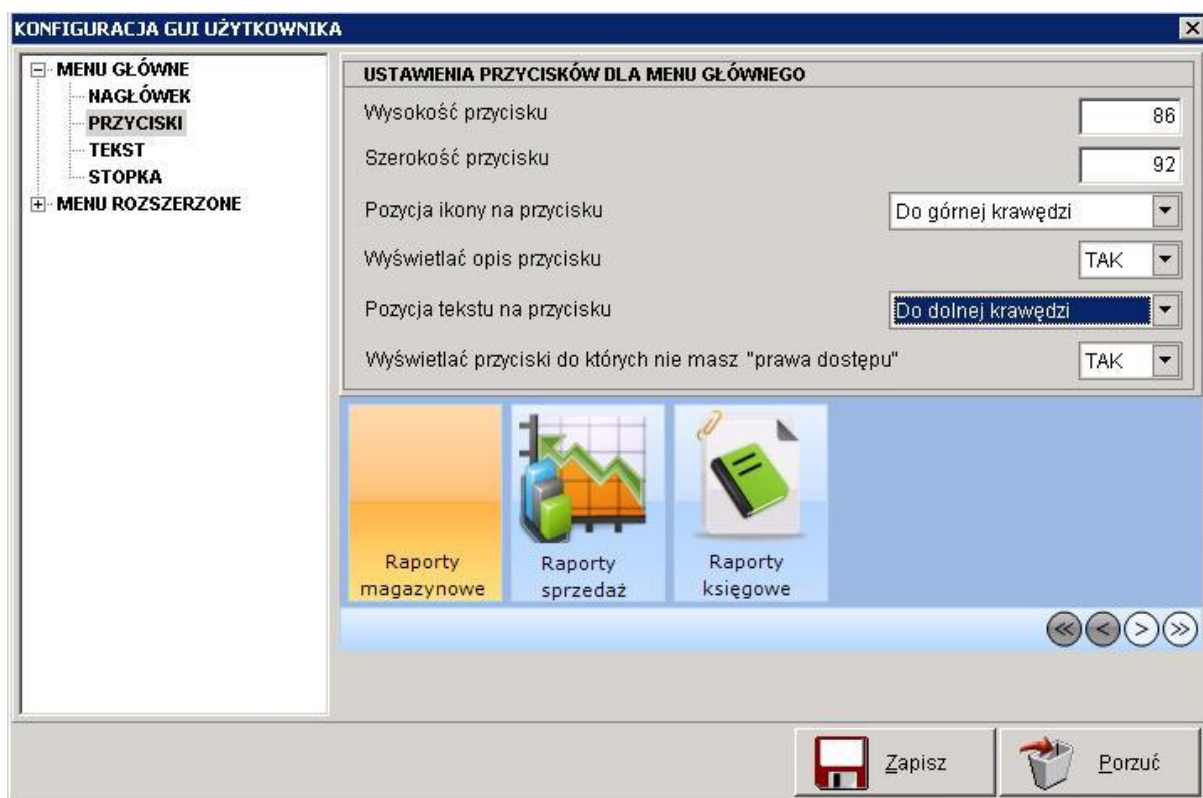 KONFIGURACJA GUI UŻYTKOWNIKA
MENU GŁÓWNE
NAGŁÓWEK
PRZYCISKI
TEKST
STOPKA
MENU ROZSZERZONE
USTAWIENIA PRZYCISKÓW DLA MENU GŁÓWNEGO
Wysokość przycisku 86
Szerokość przycisku 92
Pozycja ikony na przycisku Do górnej krawędzi
Wyświetlać opis przycisku TAK
Pozycja tekstu na przycisku Do dolnej krawędzi
Wyświetlać przyciski do których nie masz "prawa dostępu" TAK
Raporty
magazynowe
Raporty
sprzedaż
Raporty
księgowe
Zapisz
Porzuć